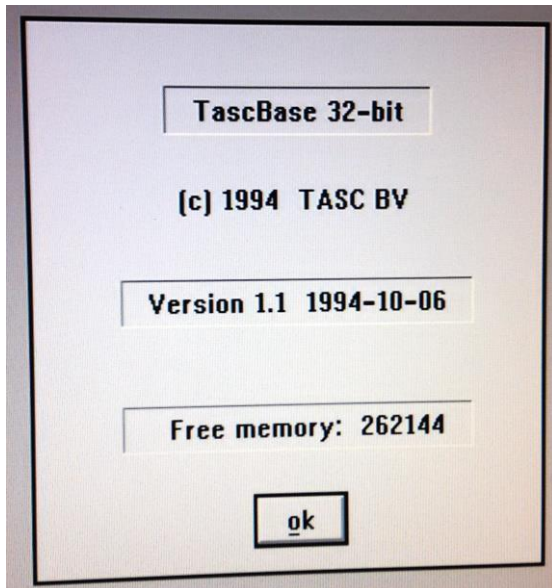 TascBase 32-bit
(c) 1994 TASC BV
Version 1.1 1994-10-06
Free memory: 262144
ok